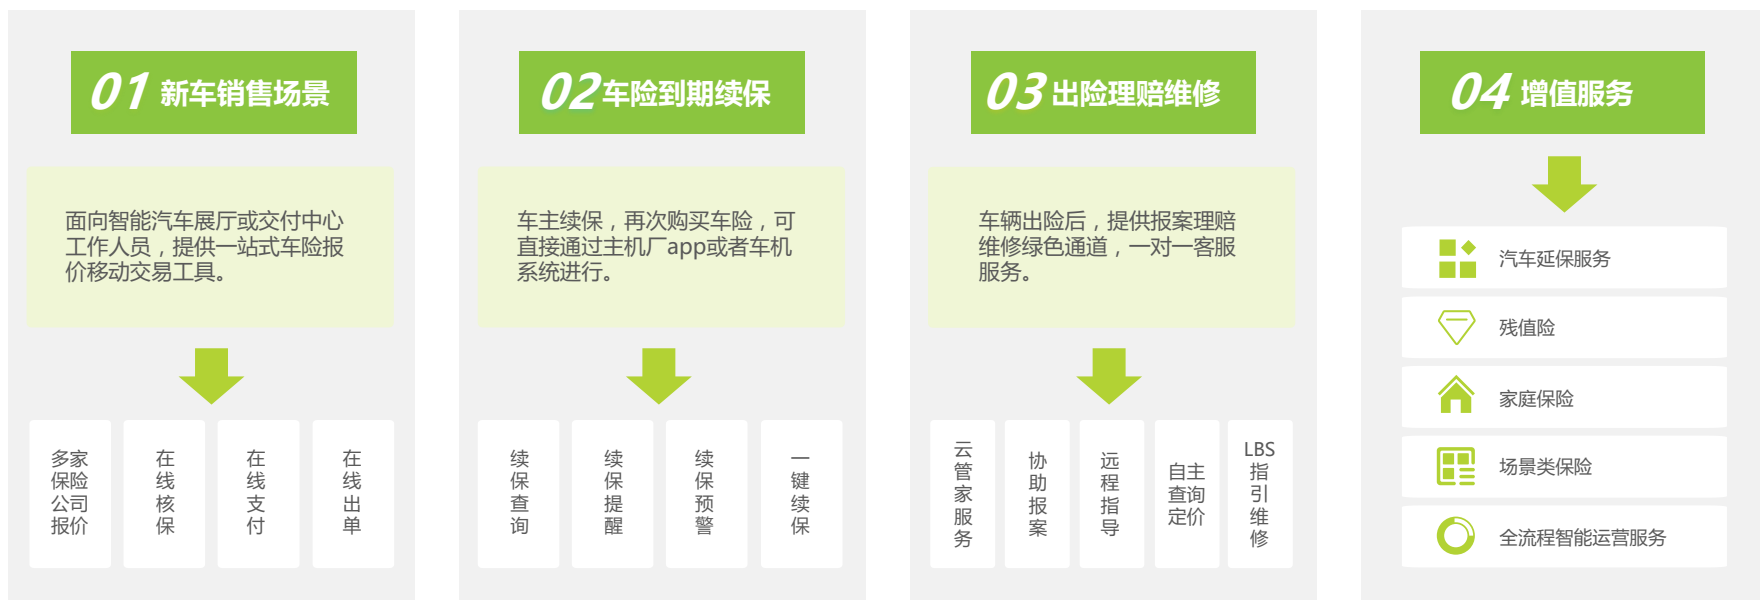 01 新车销售场景
面向智能汽车展厅或交付中心
工作人员，提供一站式车险报
价移动交易工具。
多家
保险
公司
报价
在线核保
在线支付
在线出单
02 车险到期续保
车主续保，再次购买车险，可
直接通过主机厂app或者车机
系统进行。
续保查询
续保提醒
续保预警
一键续保
03 出险理赔维修
车辆出险后，提供报案理赔
维修绿色通道，一对一客服
服务。
云管家服务
协助报案
远程指导
自主
查询
定价
LBS
指引维修
04 增值服务
汽车延保服务
残值险
家庭保险
场景类保险
全流程智能运营服务